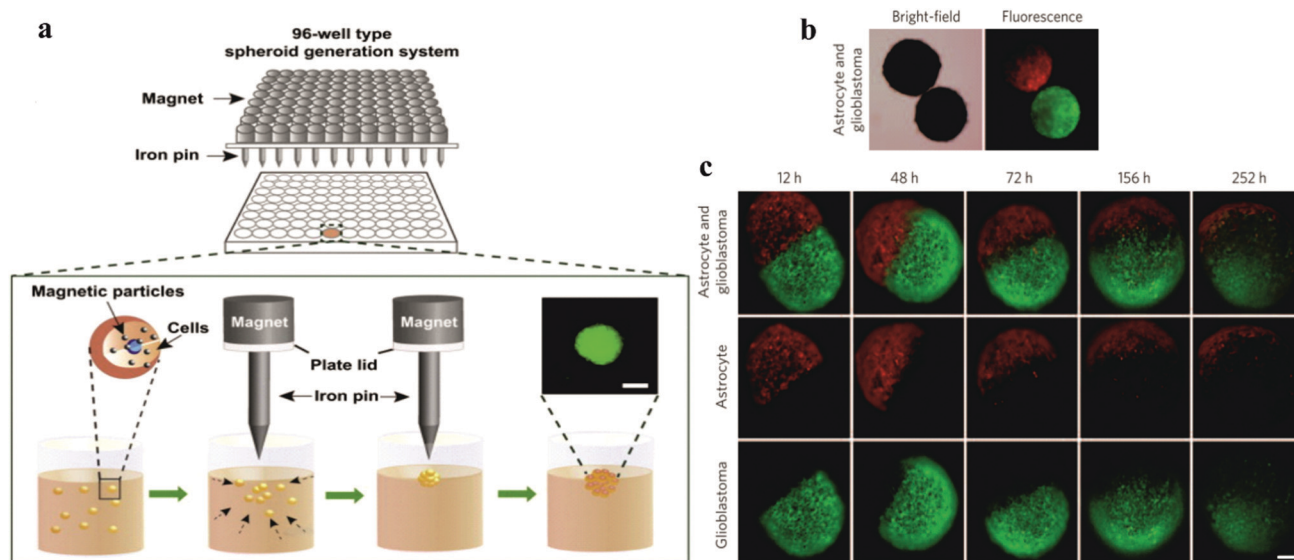 a
96-well type
spheroid generation system
Magnet
Iron pin
Magnetic particles
Cells
Magnet
Magnet
Plate lid
Iron pin
b
Bright-field
Fluorescence
Astrocyte and
glioblastoma
c
12 h
48 h
72 h
156 h
252 h
Astrocyte and
glioblastoma
Astrocyte
Glioblastoma